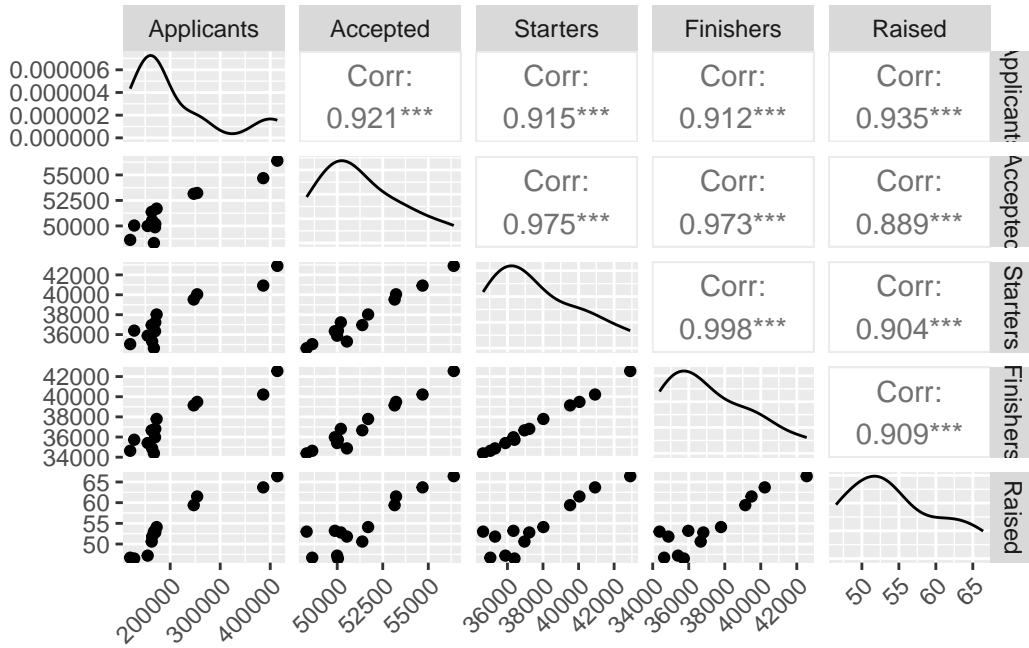 Applicants Accepted Starters Finishers Raised
0.000006
0.000004
0.000002
0.000000
Corr:
0.921***
Corr:
0.915***
Corr:
0.912***
Corr:
0.935***
Applicants
55000
52500
50000
Corr:
0.975***
Corr:
0.973***
Corr:
0.889***
Accepted
42000
40000
38000
36000
Corr:
0.998***
Corr:
0.904***
Starters
42000
40000
38000
36000
34000
Corr:
0.909***
Finishers
65
60
55
50
Raised
200000 300000 400000 50000 52500 55000 36000 38000 40000 42000 34000 36000 38000 40000 42000 50 55 60 65